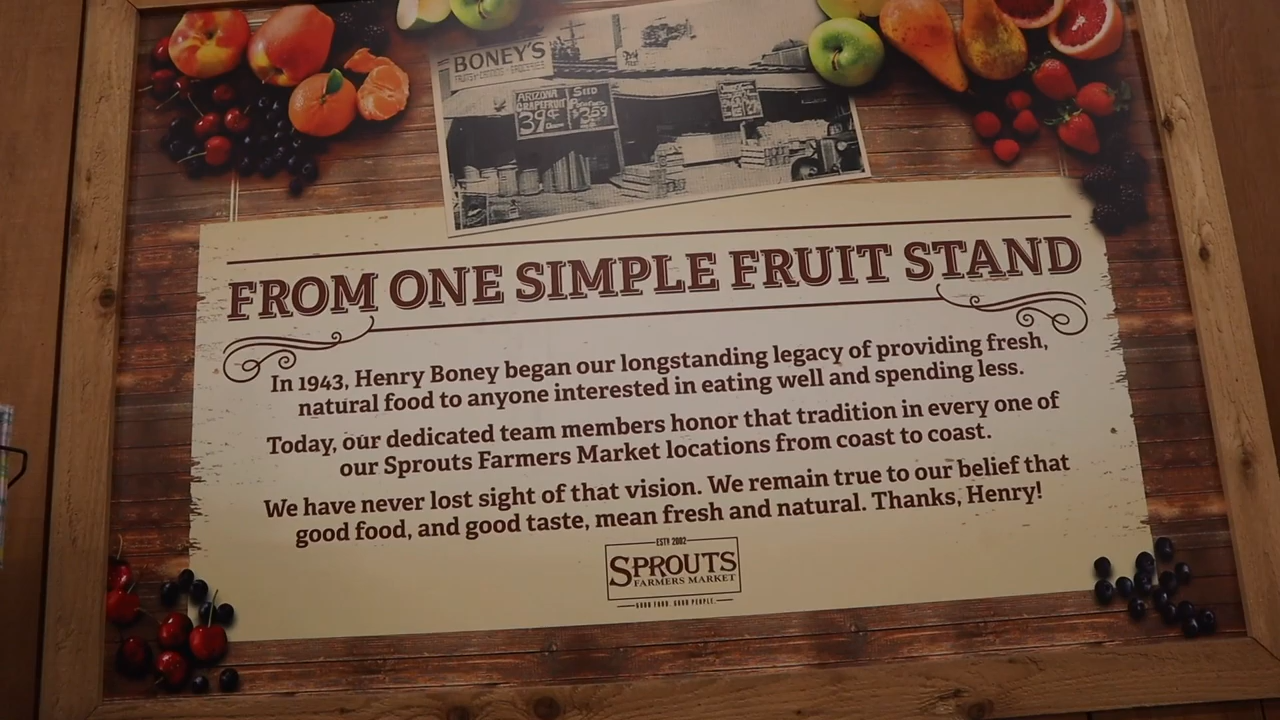 BONEY'S
ARIZONA GRAPEFRUIT 39¢
SEED POTATOES $3.59
FROM ONE SIMPLE FRUIT STAND
In 1943, Henry Boney began our longstanding legacy of providing fresh,
natural food to anyone interested in eating well and spending less.
Today, our dedicated team members honor that tradition in every one of
our Sprouts Farmers Market locations from coast to coast.
We have never lost sight of that vision. We remain true to our belief that
good food, and good taste, mean fresh and natural. Thanks, Henry!
ESTD 2002
SPROUTS
FARMERS MARKET
GOOD FOOD. GOOD PEOPLE.